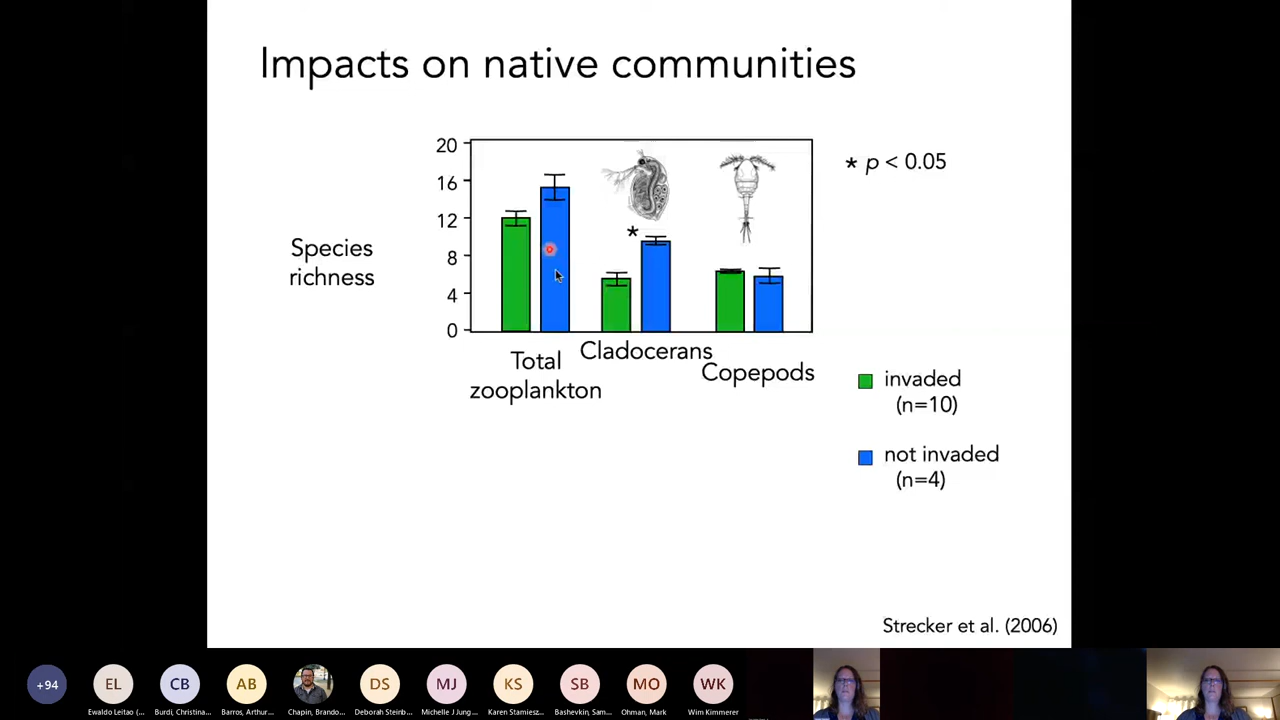 Impacts on native communities
20
16
12
8
4
0
Species
richness
*
* p < 0.05
Total
zooplankton
Cladocerans
Copepods
invaded
(n=10)
not invaded
(n=4)
Strecker et al. (2006)
+94
EL
CB
AB
DS
MJ
KS
SB
MO
WK
Ewaldo Leitao (...
Burdi, Christina...
Barros, Arthur...
Chapin, Brando...
Deborah Steinb...
Michelle J Jung...
Karen Stamiesz...
Bashevkin, Sam...
Ohman, Mark
Wim Kimmerer